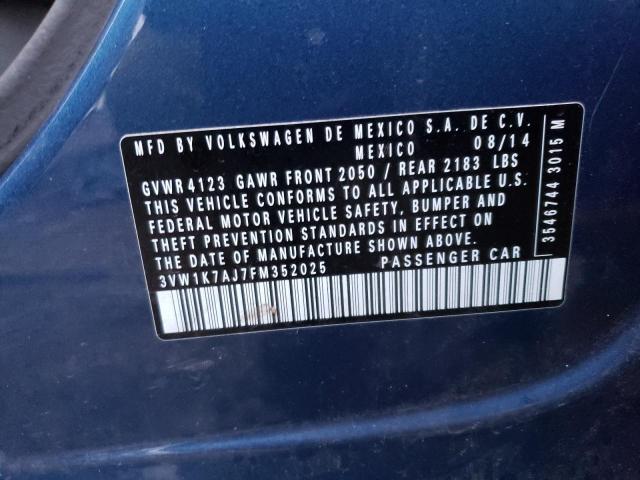 MFD BY VOLKSWAGEN DE MEXICO S.A. DE C.V.
MEXICO 08/14
GVWR 4123 GAWR FRONT 2050 / REAR 2183 LBS
THIS VEHICLE CONFORMS TO ALL APPLICABLE U.S.
FEDERAL MOTOR VEHICLE SAFETY, BUMPER AND
THEFT PREVENTION STANDARDS IN EFFECT ON
THE DATE OF MANUFACTURE SHOWN ABOVE.
3VW1K7AJ7FM352025 PASSENGER CAR
3546744 3015 M